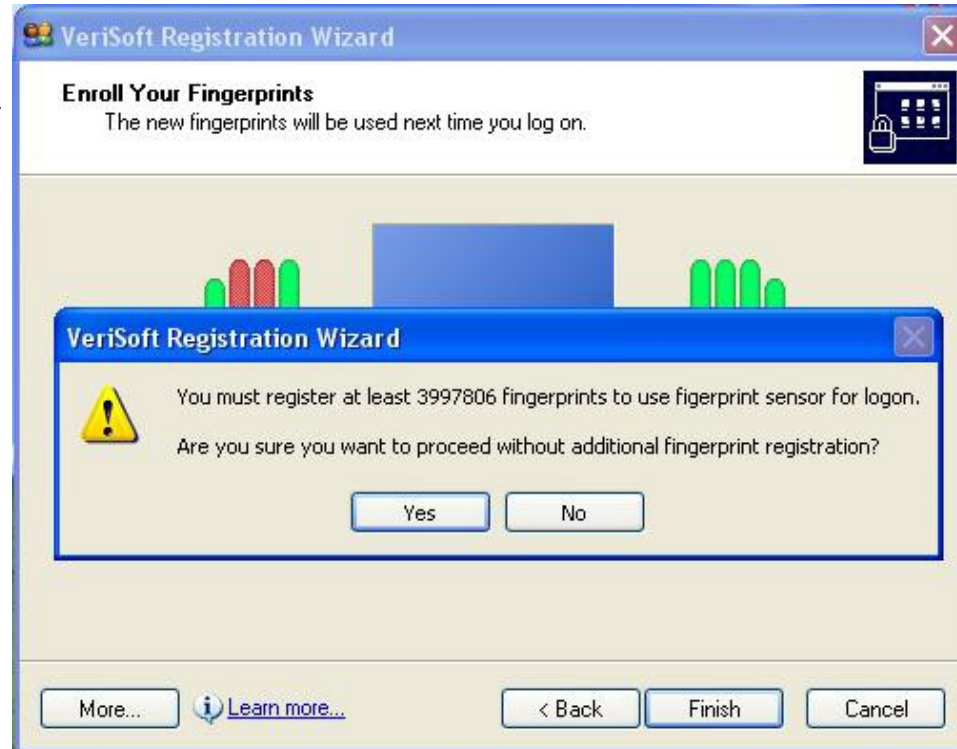 VeriSoft Registration Wizard
Enroll Your Fingerprints
The new fingerprints will be used next time you log on.
VeriSoft Registration Wizard
You must register at least 3997806 fingerprints to use figerprint sensor for logon.
Are you sure you want to proceed without additional fingerprint registration?
Yes No
More... Learn more... < Back Finish Cancel